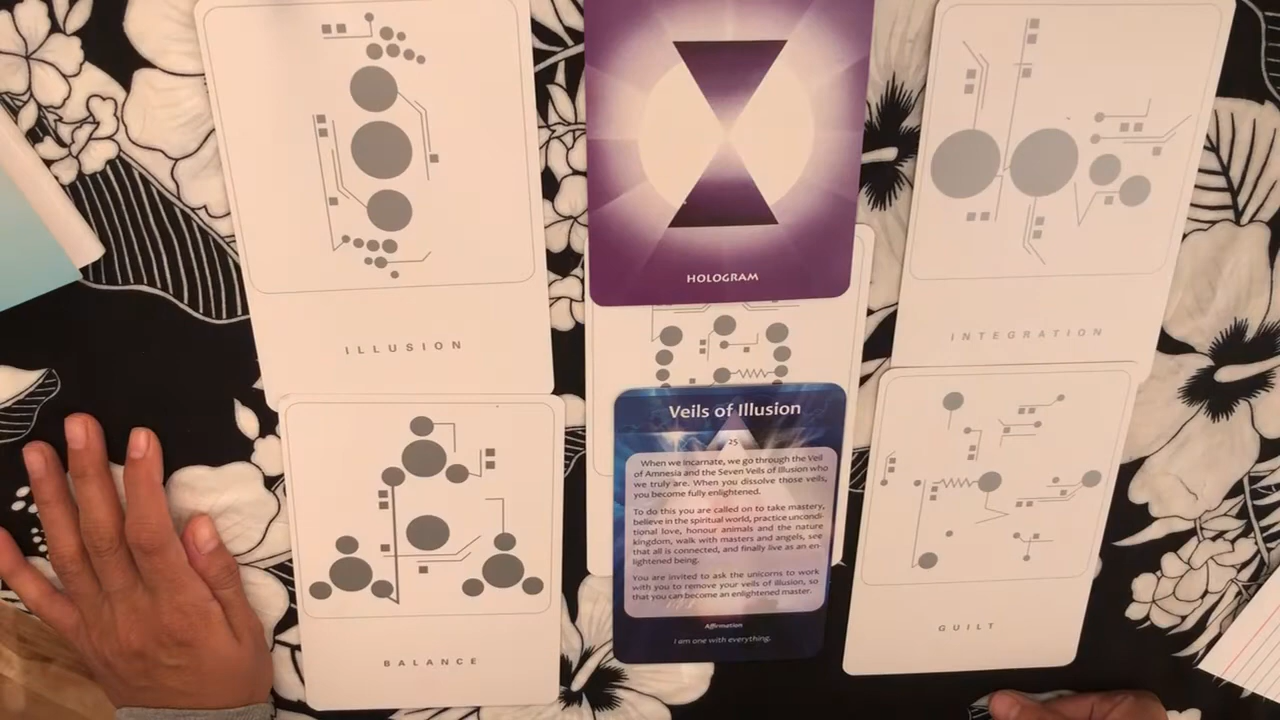 ILLUSION
HOLOGRAM
INTEGRATION
BALANCE
Veils of Illusion
25
When we incarnate, we go through the Veil
of Amnesia and the Seven Veils of Illusion who
we truly are. When you dissolve those veils,
you become fully enlightened.
To do this you are called on to take mastery,
believe in the spiritual world, practice uncondi-
tional love, honour animals and the nature
kingdom, walk with masters and angels, see
that all is connected, and finally live as an en-
lightened being.
You are invited to ask the unicorns to work
with you to remove your veils of illusion, so
that you can become an enlightened master.
Affirmation
I am one with everything.
GUILT